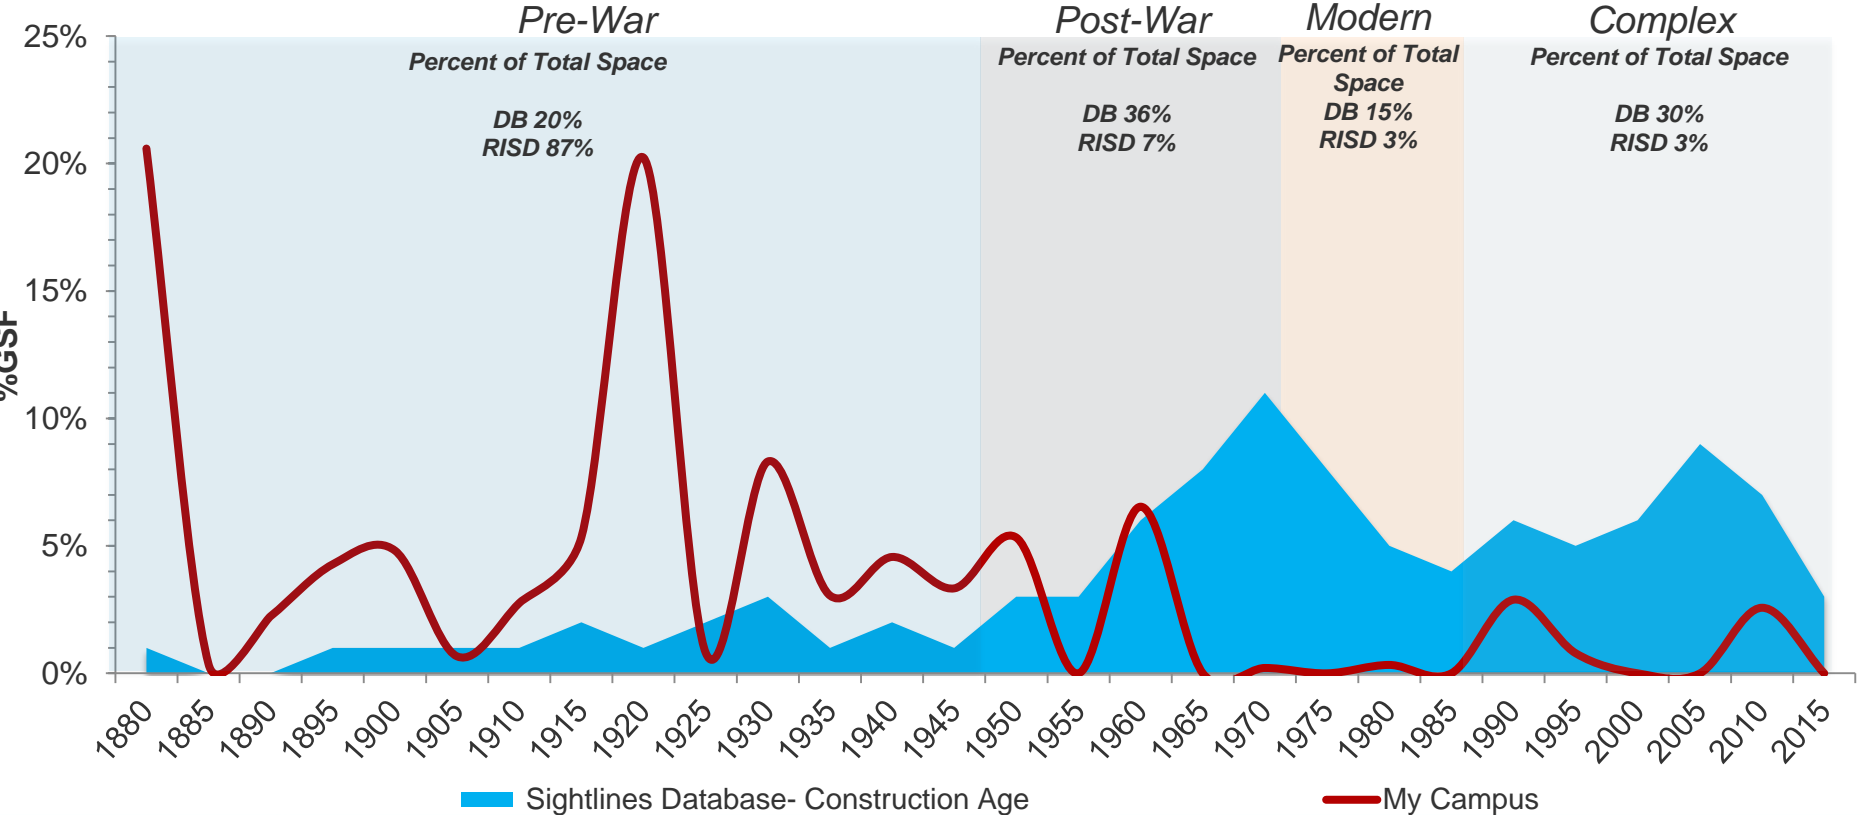 Pre-War
Post-War
Modern
Complex
Percent of Total Space
DB 20%
RISD 87%
Percent of Total Space
DB 36%
RISD 7%
Percent of Total
Space
DB 15%
RISD 3%
Percent of Total Space
DB 30%
RISD 3%
25%
20%
15%
10%
5%
0%
%GSF
1880
1885
1890
1895
1900
1905
1910
1915
1920
1925
1930
1935
1940
1945
1950
1955
1960
1965
1970
1975
1980
1985
1990
1995
2000
2005
2010
2015
Sightlines Database- Construction Age
My Campus